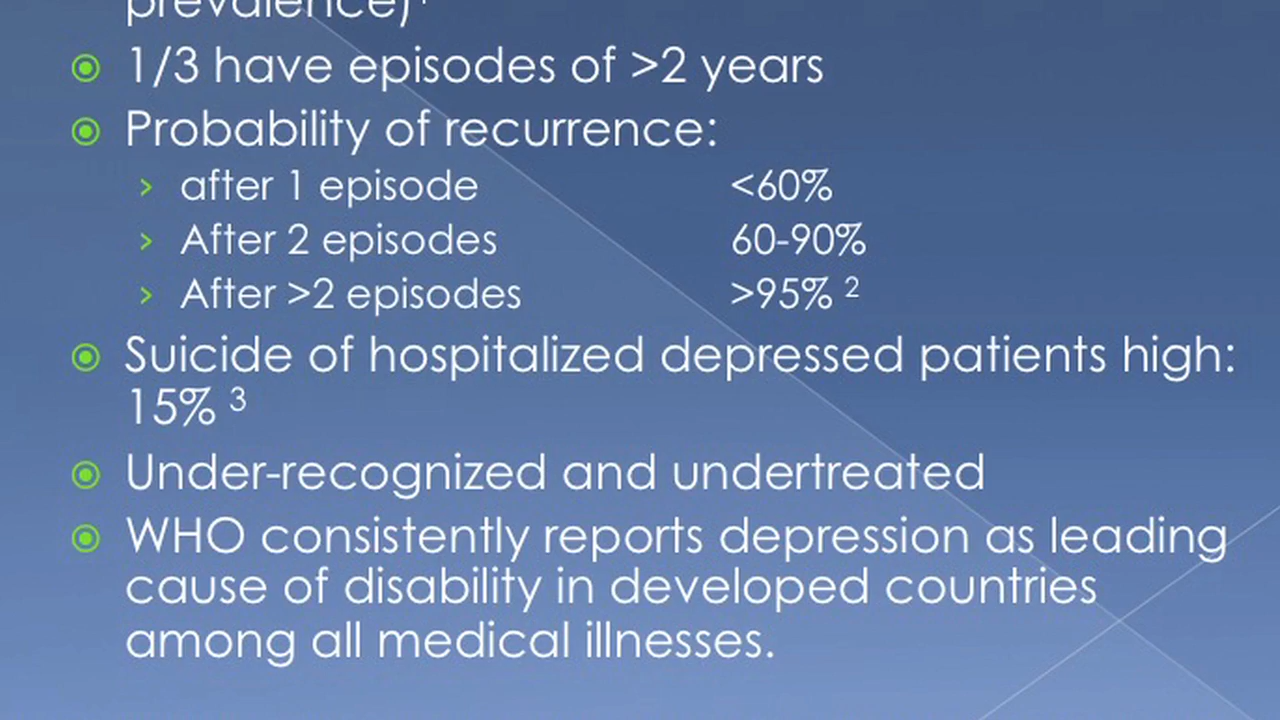 prevalence)¹
1/3 have episodes of >2 years
Probability of recurrence:
after 1 episode <60%
After 2 episodes 60-90%
After >2 episodes >95% ²
Suicide of hospitalized depressed patients high:
15% ³
Under-recognized and undertreated
WHO consistently reports depression as leading
cause of disability in developed countries
among all medical illnesses.